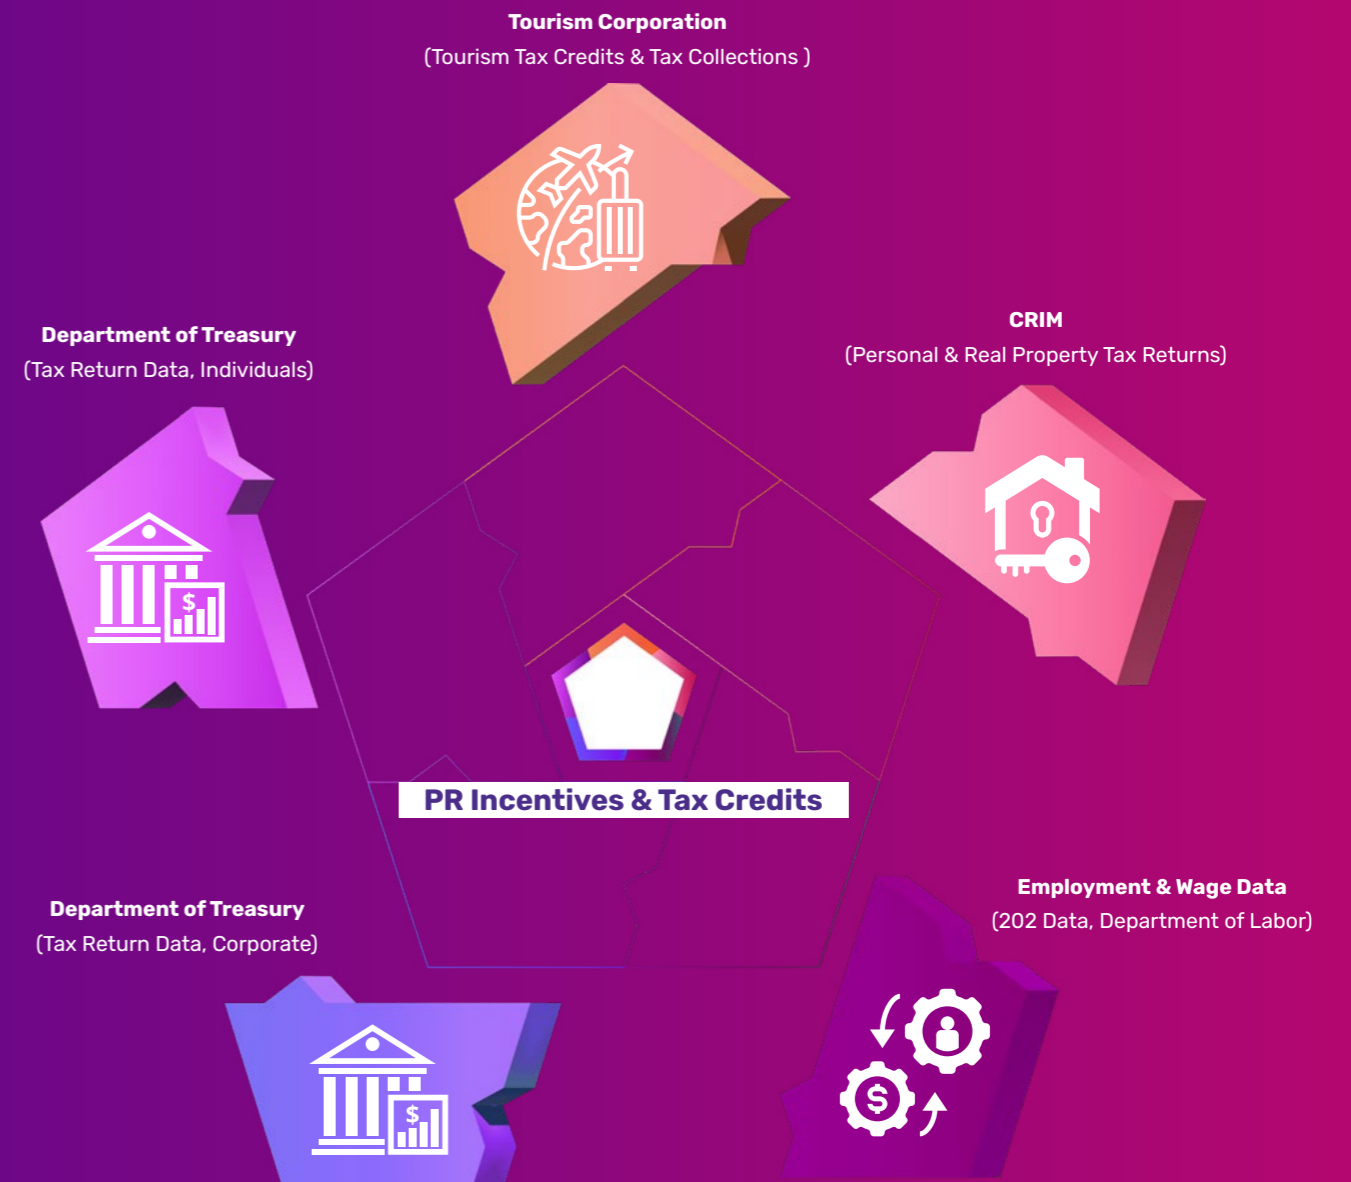 Tourism Corporation
(Tourism Tax Credits & Tax Collections )
CRIM
(Personal & Real Property Tax Returns)
Department of Treasury
(Tax Return Data, Individuals)
$
PR Incentives & Tax Credits
Employment & Wage Data
(202 Data, Department of Labor)
$
Department of Treasury
(Tax Return Data, Corporate)
$